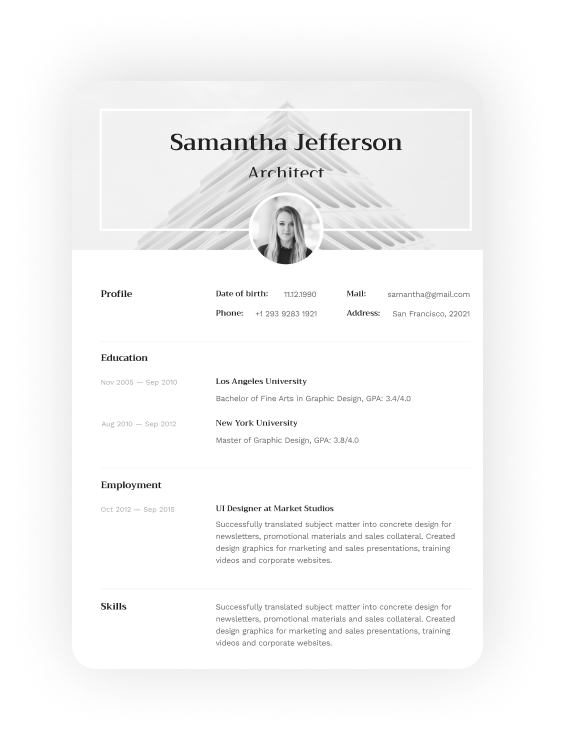 Samantha Jefferson
Architect
Profile
Date of birth: 11.12.1990 Mail: samantha@gmail.com
Phone: +1 293 9283 1921 Address: San Francisco, 22021
Education
Nov 2005 — Sep 2010 Los Angeles University
Bachelor of Fine Arts in Graphic Design, GPA: 3.4/4.0
Aug 2010 — Sep 2012 New York University
Master of Graphic Design, GPA: 3.8/4.0
Employment
Oct 2012 — Sep 2015 UI Designer at Market Studios
Successfully translated subject matter into concrete design for
newsletters, promotional materials and sales collateral. Created
design graphics for marketing and sales presentations, training
videos and corporate websites.
Skills
Successfully translated subject matter into concrete design for
newsletters, promotional materials and sales collateral. Created
design graphics for marketing and sales presentations, training
videos and corporate websites.